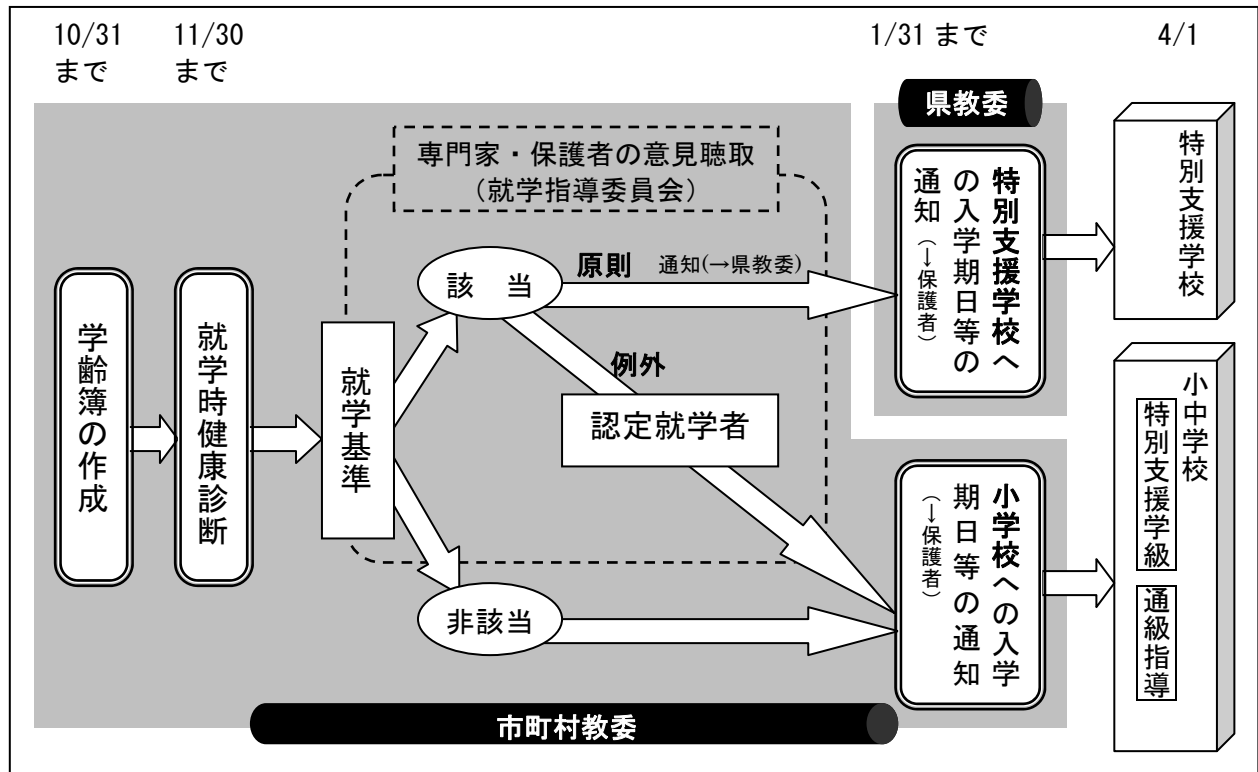 10/31
まで
11/30
まで
1/31 まで
4/1
県教委
専門家・保護者の意見聴取
(就学指導委員会)
学齢簿の作成
就学時健康診断
就学基準
該 当
原則 通知(→県教委)
例外
認定就学者
非該当
特別支援学校へ
の入学期日等の
通知(→保護者)
小学校への入学
期日等の通知
(→保護者)
特別支援学校
小中学校
特別支援学級
通級指導
市町村教委